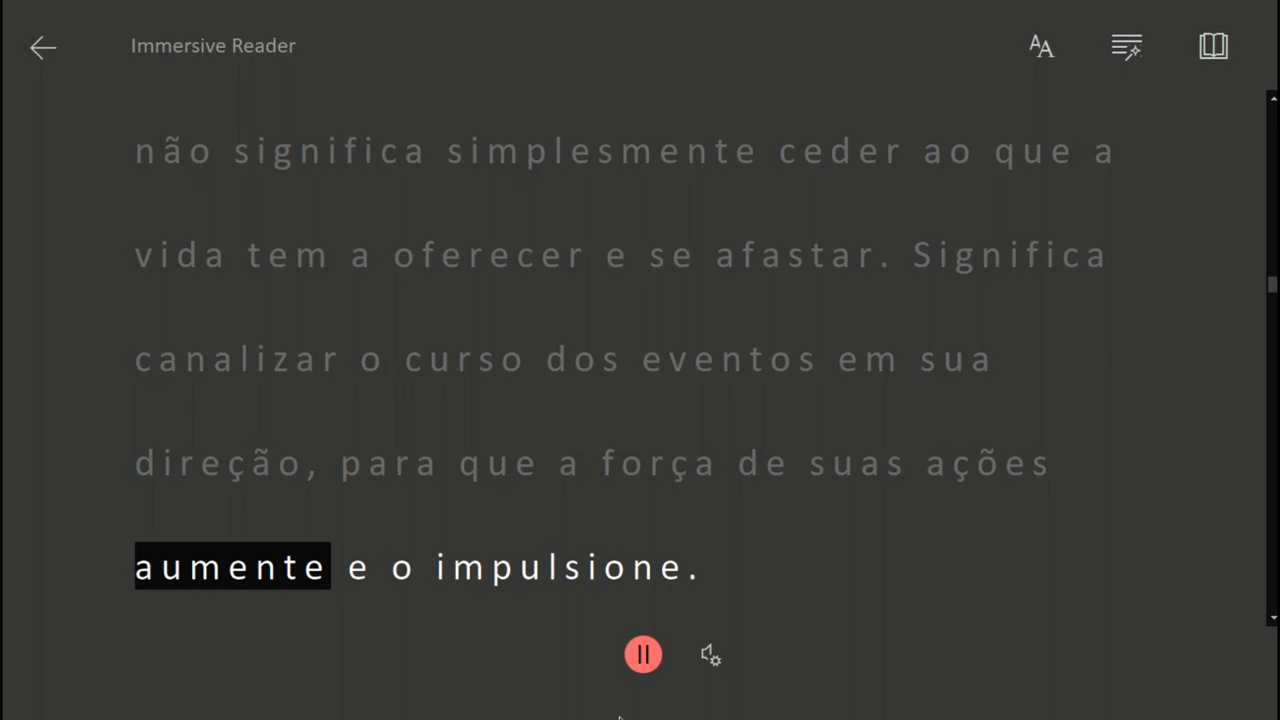 Immersive Reader
não significa simplesmente ceder ao que a
vida tem a oferecer e se afastar. Significa
canalizar o curso dos eventos em sua
direção, para que a força de suas ações
aumente e o impulsione.